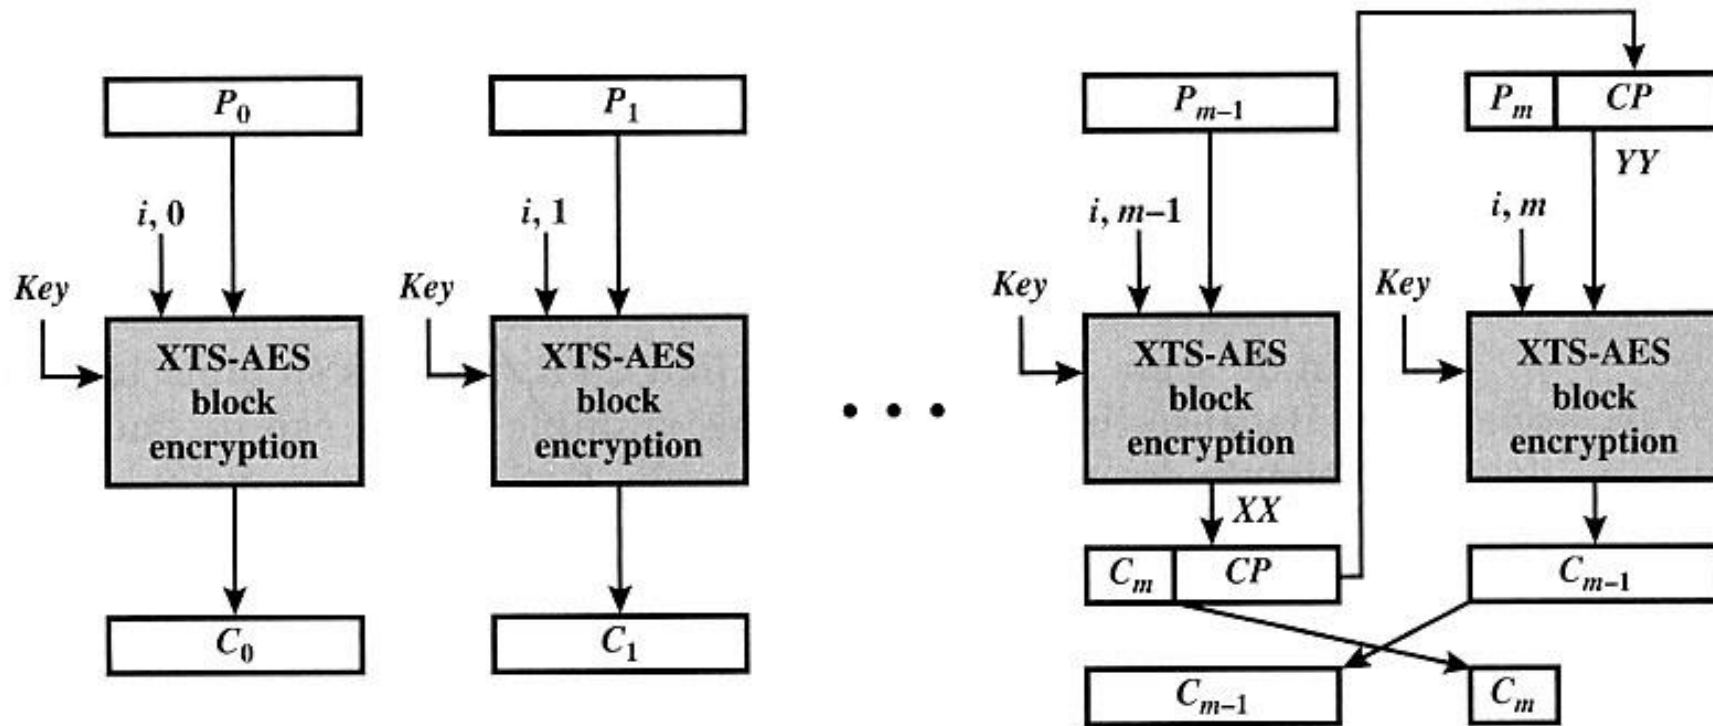 P0
P1
Pm–1
Pm CP
YY
i, 0
i, 1
i, m–1
i, m
Key
Key
Key
Key
XTS-AES
block
encryption
XTS-AES
block
encryption
• • •
XTS-AES
block
encryption
XTS-AES
block
encryption
XX
Cm CP
Cm–1
C0
C1
Cm–1
Cm